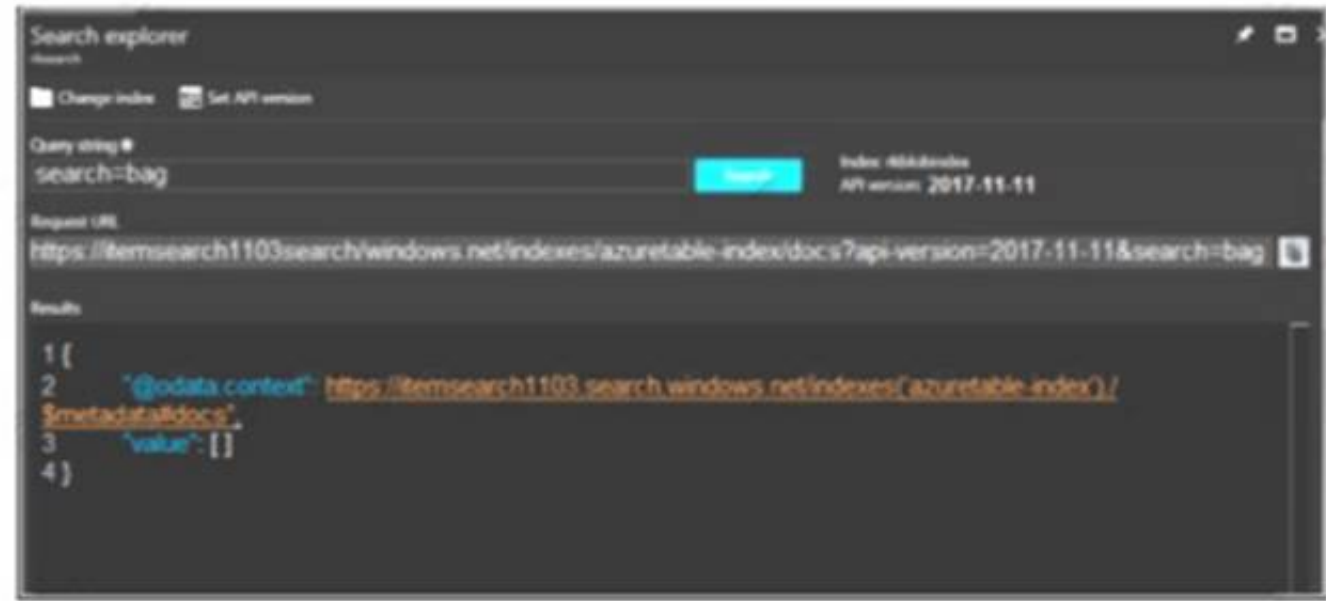 Search explorer
Change index Set API version
Query string
search=bag
Search
Index:
API version: 2017-11-11
Request URL
https://itemsearch1103search/windows.net/indexes/azuretable-index/docs?api-version=2017-11-11&search=bag
Results
1 {
2 "@odata.context": https://itemsearch1103.search.windows.net/indexes('azuretable-index')/
$metadata#docs",
3 "value": []
4 }